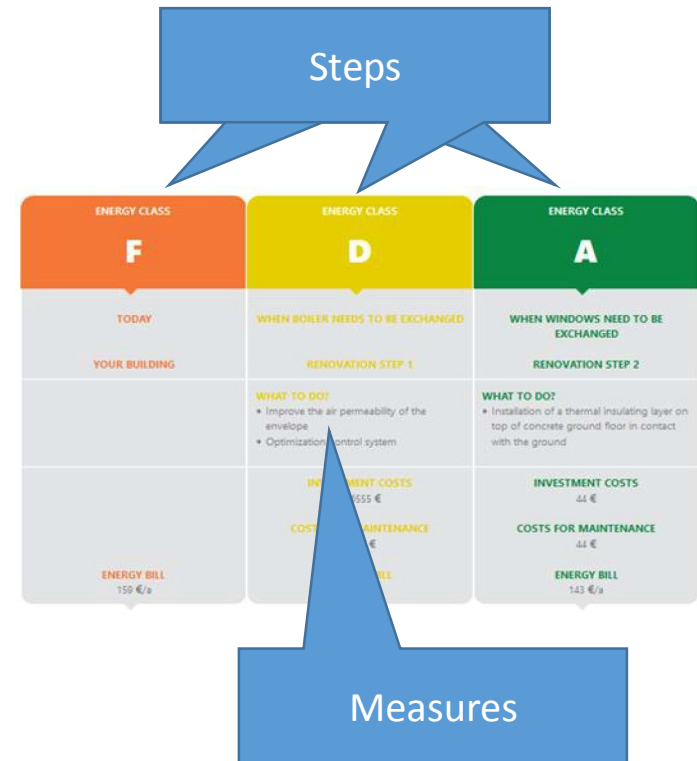 Steps
ENERGY CLASS
F
TODAY
YOUR BUILDING
ENERGY BILL
159 €/a
ENERGY CLASS
D
WHEN BOILER NEEDS TO BE EXCHANGED
RENOVATION STEP 1
WHAT TO DO?
• Improve the air permeability of the
envelope
• Optimization control system
COSTS
€
€
ENERGY CLASS
A
WHEN WINDOWS NEED TO BE
EXCHANGED
RENOVATION STEP 2
WHAT TO DO?
• Installation of a thermal insulating layer on
top of concrete ground floor in contact
with the ground
INVESTMENT COSTS
44 €
COSTS FOR MAINTENANCE
44 €
ENERGY BILL
143 €/a
Measures